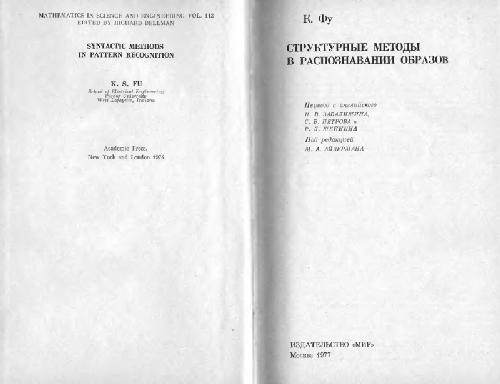 MATHEMATICS IN SCIENCE AND ENGINEERING, VOL. 112
EDITED BY RICHARD BELLMAN
SYNTACTIC METHODS
IN PATTERN RECOGNITION
K. S. FU
School of Electrical Engineering
Purdue University
West Lafayette, Indiana
Academic Press,
New York and London 1974
К. Фу
СТРУКТУРНЫЕ МЕТОДЫ
В РАСПОЗНАВАНИИ ОБРАЗОВ
Перевод с английского
Н. В. ЗАВАЛИШИНА,
С. В. ПЕТРОВА и
Р. Л. ШЕЙНИНА
Под редакцией
М. А. АЙЗЕРМАНА
ИЗДАТЕЛЬСТВО «МИР»
Москва 1977